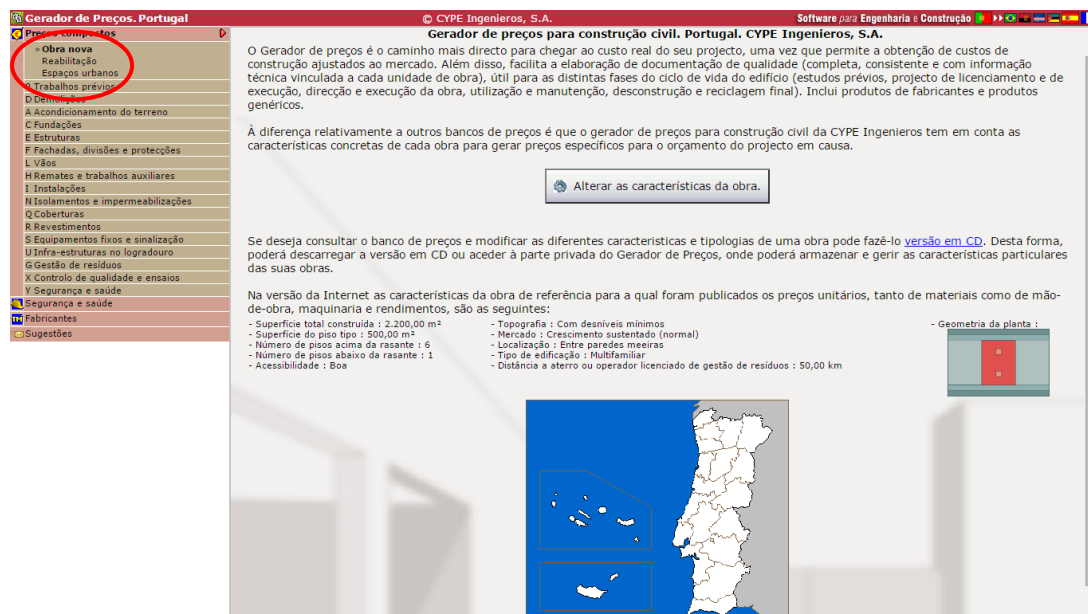 Gerador de Preços. Portugal
© CYPE Ingenieros, S.A.
Software para Engenharia e Construção
Preços compostos
» Obra nova
Reabilitação
Espaços urbanos
0 Trabalhos prévios
D Demolições
A Acondicionamento do terreno
C Fundações
E Estruturas
F Fachadas, divisões e protecções
L Vãos
H Remates e trabalhos auxiliares
I Instalações
N Isolamentos e impermeabilizações
Q Coberturas
R Revestimentos
S Equipamentos fixos e sinalização
U Infra-estruturas no logradouro
G Gestão de resíduos
X Controlo de qualidade e ensaios
Y Segurança e saúde
Segurança e saúde
TM Fabricantes
Sugestões
Gerador de preços para construção civil. Portugal. CYPE Ingenieros, S.A.
O Gerador de preços é o caminho mais directo para chegar ao custo real do seu projecto, uma vez que permite a obtenção de custos de
construção ajustados ao mercado. Além disso, facilita a elaboração de documentação de qualidade (completa, consistente e com informação
técnica vinculada a cada unidade de obra), útil para as distintas fases do ciclo de vida do edifício (estudos prévios, projecto de licenciamento e de
execução, direcção e execução da obra, utilização e manutenção, desconstrução e reciclagem final). Inclui produtos de fabricantes e produtos
genéricos.
À diferença relativamente a outros bancos de preços é que o gerador de preços para construção civil da CYPE Ingenieros tem em conta as
características concretas de cada obra para gerar preços específicos para o orçamento do projecto em causa.
Alterar as características da obra.
Se deseja consultar o banco de preços e modificar as diferentes caracteristicas e tipologias de uma obra pode fazê-lo versão em CD. Desta forma,
poderá descarregar a versão em CD ou aceder à parte privada do Gerador de Preços, onde poderá armazenar e gerir as características particulares
das suas obras.
Na versão da Internet as características da obra de referência para a qual foram publicados os preços unitários, tanto de materiais como de mão-
de-obra, maquinaria e rendimentos, são as seguintes:
- Superfície total construída : 2.200,00 m²
- Superfície do piso tipo : 500,00 m²
- Número de pisos acima da rasante : 6
- Número de pisos abaixo da rasante : 1
- Acessibilidade : Boa
- Topografia : Com desníveis mínimos
- Mercado : Crescimento sustentado (normal)
- Localização : Entre paredes meeiras
- Tipo de edificação : Multifamiliar
- Distância a aterro ou operador licenciado de gestão de resíduos : 50,00 km
- Geometria da planta :